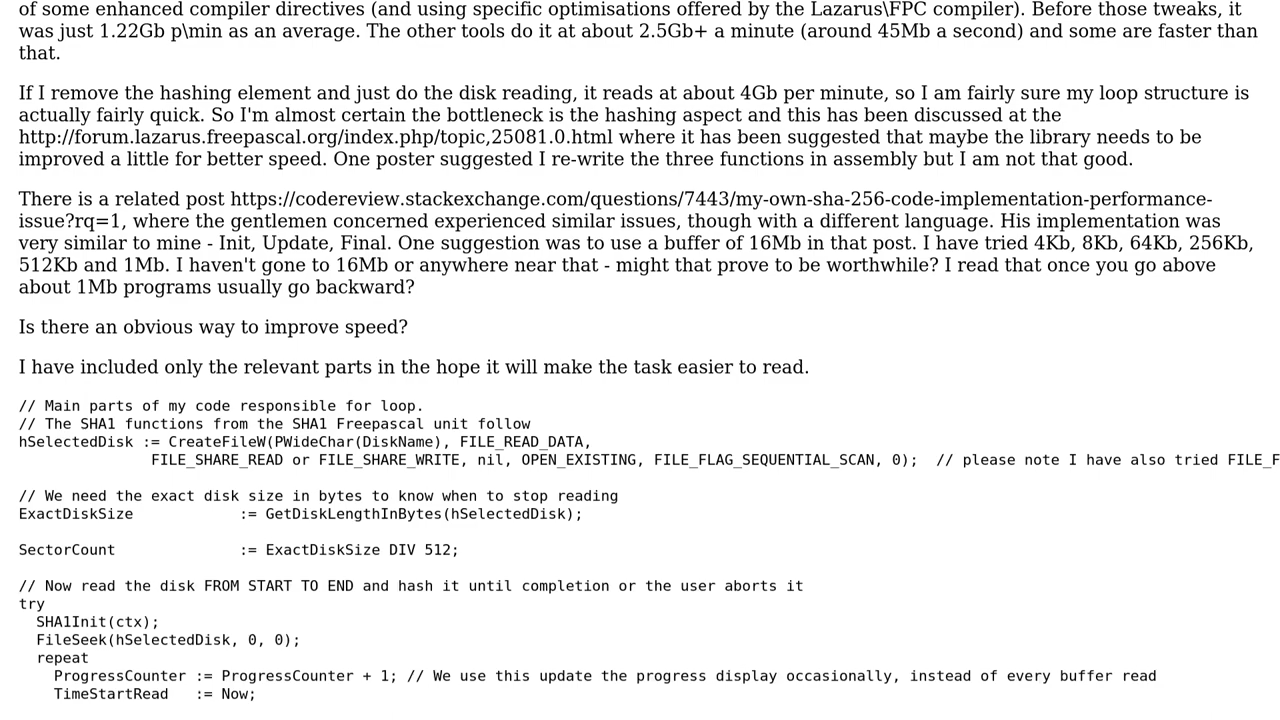 of some enhanced compiler directives (and using specific optimisations offered by the Lazarus\FPC compiler). Before those tweaks, it
was just 1.22Gb p\min as an average. The other tools do it at about 2.5Gb+ a minute (around 45Mb a second) and some are faster than
that.
If I remove the hashing element and just do the disk reading, it reads at about 4Gb per minute, so I am fairly sure my loop structure is
actually fairly quick. So I'm almost certain the bottleneck is the hashing aspect and this has been discussed at the
http://forum.lazarus.freepascal.org/index.php/topic,25081.0.html where it has been suggested that maybe the library needs to be
improved a little for better speed. One poster suggested I re-write the three functions in assembly but I am not that good.
There is a related post https://codereview.stackexchange.com/questions/7443/my-own-sha-256-code-implementation-performance-
issue?rq=1, where the gentlemen concerned experienced similar issues, though with a different language. His implementation was
very similar to mine - Init, Update, Final. One suggestion was to use a buffer of 16Mb in that post. I have tried 4Kb, 8Kb, 64Kb, 256Kb,
512Kb and 1Mb. I haven't gone to 16Mb or anywhere near that - might that prove to be worthwhile? I read that once you go above
about 1Mb programs usually go backward?
Is there an obvious way to improve speed?
I have included only the relevant parts in the hope it will make the task easier to read.
// Main parts of my code responsible for loop.
// The SHA1 functions from the SHA1 Freepascal unit follow
hSelectedDisk := CreateFileW(PWideChar(DiskName), FILE_READ_DATA,
               FILE_SHARE_READ or FILE_SHARE_WRITE, nil, OPEN_EXISTING, FILE_FLAG_SEQUENTIAL_SCAN, 0);  // please note I have also tried FILE_F
// We need the exact disk size in bytes to know when to stop reading
ExactDiskSize            := GetDiskLengthInBytes(hSelectedDisk);
SectorCount              := ExactDiskSize DIV 512;
// Now read the disk FROM START TO END and hash it until completion or the user aborts it
try
  SHA1Init(ctx);
  FileSeek(hSelectedDisk, 0, 0);
  repeat
    ProgressCounter := ProgressCounter + 1; // We use this update the progress display occasionally, instead of every buffer read
    TimeStartRead   := Now;